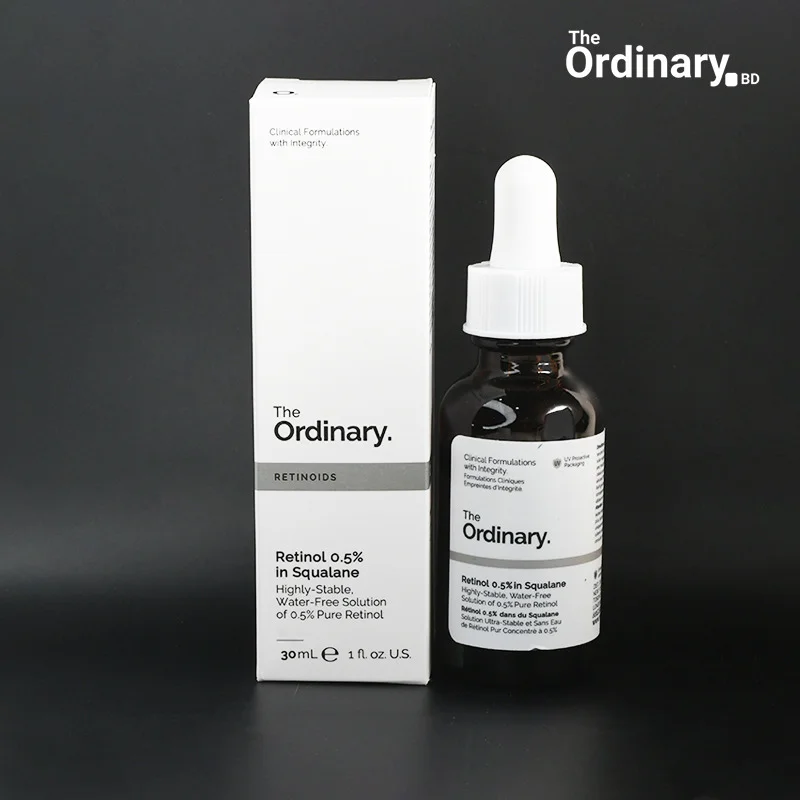 The
Ordinary.
BD
Clinical Formulations
with Integrity.
The
Ordinary.
RETINOIDS
Retinol 0.5%
in Squalane
Highly-Stable,
Water-Free Solution
of 0.5% Pure Retinol
30mL ℮ 1 fl. oz. U.S.
Clinical Formulations
with Integrity.
Formulations Cliniques
Empreintes d'Intégrité.
UV Protective
Packaging
The
Ordinary.
Retinol 0.5% in Squalane
Highly-Stable, Water-Free
Solution of 0.5% Pure Retinol
Rétinol 0.5% dans du Squalane
Solution Ultra-Stable et Sans Eau
de Rétinol Pur Concentré à 0.5%